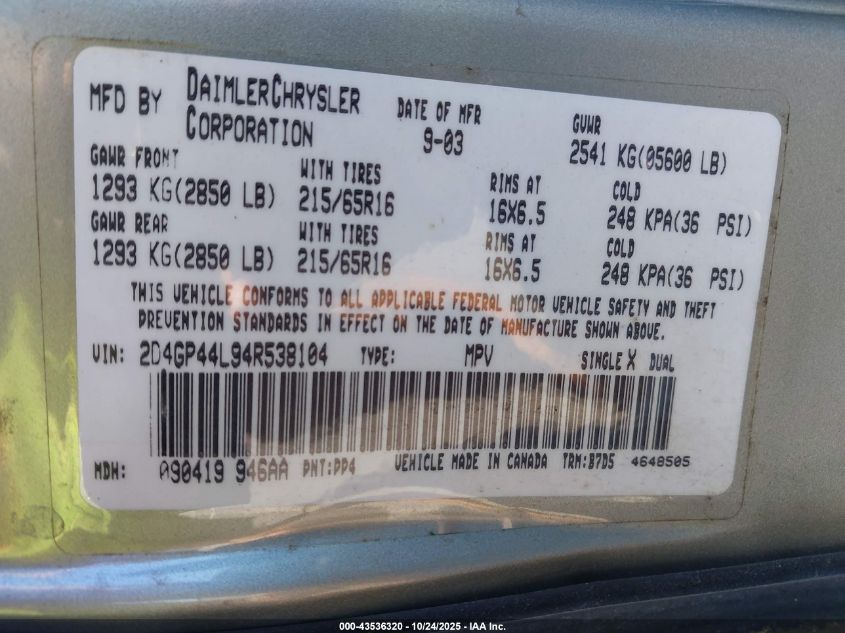 MFD BY DAIMLERCHRYSLER CORPORATION DATE OF MFR 9-03 GVWR 2541 KG(05600 LB)
GAWR FRONT WITH TIRES RIMS AT COLD
1293 KG(2850 LB) 215/65R16 16X6.5 248 KPA(36 PSI)
GAWR REAR WITH TIRES RIMS AT COLD
1293 KG(2850 LB) 215/65R16 16X6.5 248 KPA(36 PSI)
THIS VEHICLE CONFORMS TO ALL APPLICABLE FEDERAL MOTOR VEHICLE SAFETY AND THEFT
PREVENTION STANDARDS IN EFFECT ON THE DATE OF MANUFACTURE SHOWN ABOVE.
VIN: 2D4GP44L94R538104 TYPE: MPV SINGLE X DUAL
MDH: 090419 946AA PNT:PP4 VEHICLE MADE IN CANADA TRM:B7D5 4648505
000-43536320 - 10/24/2025 - IAA Inc.